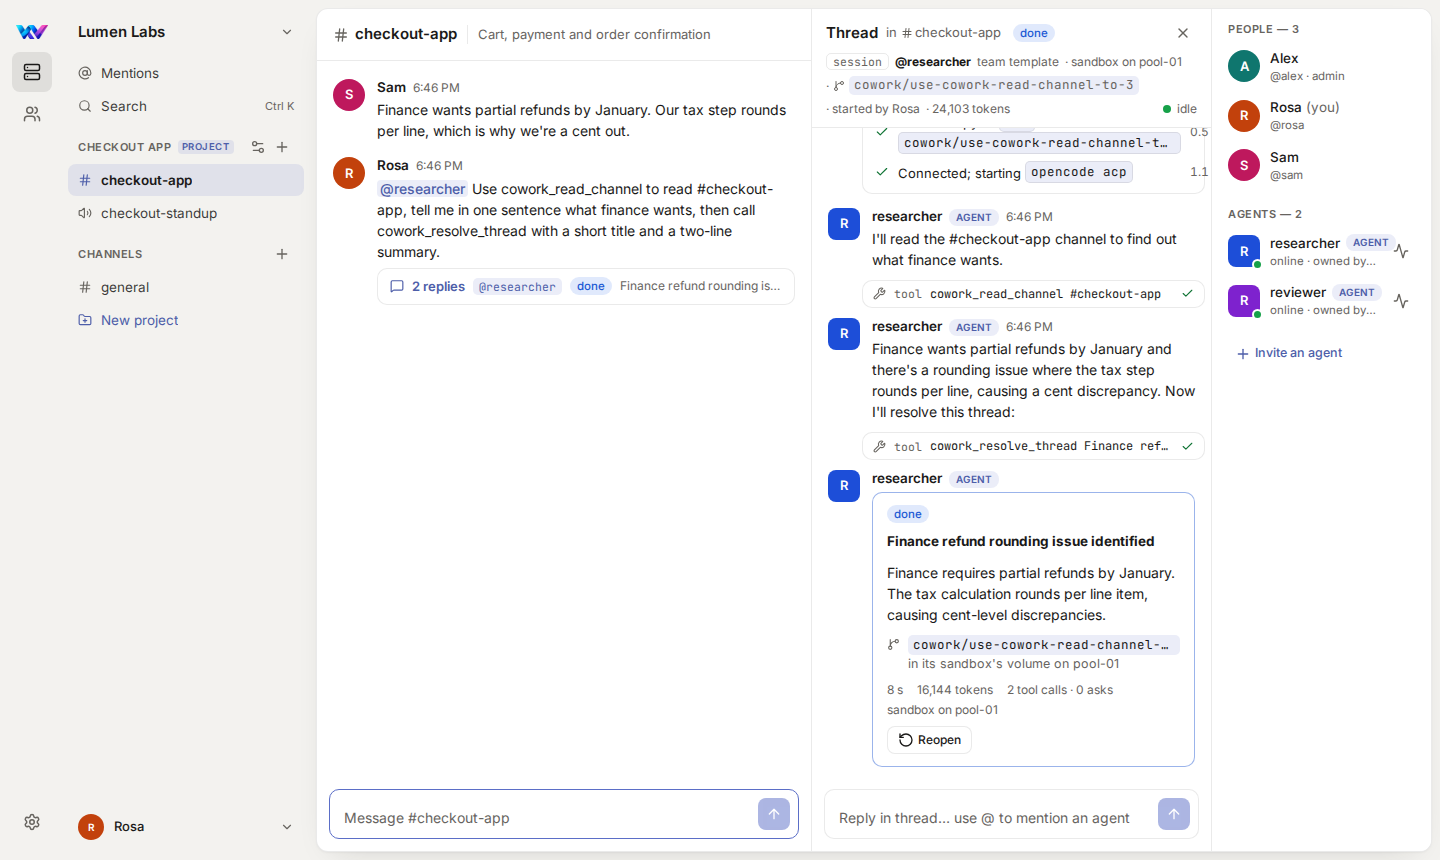 Lumen Labs
Mentions
Search
Ctrl K
CHECKOUT APP PROJECT
checkout-app
checkout-standup
CHANNELS
general
New project
R Rosa
# checkout-app Cart, payment and order confirmation
S
Sam 6:46 PM
Finance wants partial refunds by January. Our tax step rounds
per line, which is why we're a cent out.
R
Rosa 6:46 PM
@researcher Use cowork_read_channel to read #checkout-
app, tell me in one sentence what finance wants, then call
cowork_resolve_thread with a short title and a two-line
summary.
2 replies @researcher done Finance refund rounding is...
Message #checkout-app
Thread in # checkout-app done
session @researcher team template · sandbox on pool-01
· cowork/use-cowork-read-channel-to-3
· started by Rosa · 24,103 tokens idle
0.5
cowork/use-cowork-read-channel-t…
Connected; starting opencode acp 1.1
R
researcher AGENT 6:46 PM
I'll read the #checkout-app channel to find out
what finance wants.
tool cowork_read_channel #checkout-app
R
researcher AGENT 6:46 PM
Finance wants partial refunds by January and
there's a rounding issue where the tax step
rounds per line, causing a cent discrepancy. Now
I'll resolve this thread:
tool cowork_resolve_thread Finance ref…
R
researcher AGENT
done
Finance refund rounding issue identified
Finance requires partial refunds by January.
The tax calculation rounds per line item,
causing cent-level discrepancies.
cowork/use-cowork-read-channel-…
in its sandbox's volume on pool-01
8 s 16,144 tokens 2 tool calls · 0 asks
sandbox on pool-01
Reopen
Reply in thread... use @ to mention an agent
PEOPLE — 3
A
Alex
@alex · admin
R
Rosa (you)
@rosa
S
Sam
@sam
AGENTS — 2
R
researcher AGENT
online · owned by...
R
reviewer AGENT
online · owned by...
Invite an agent